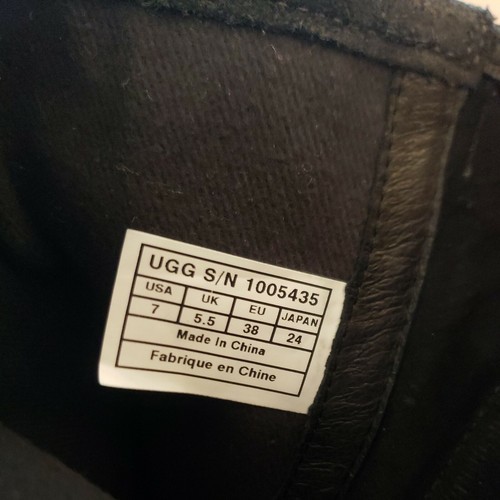 UGG S/N 1005435
USA UK EU JAPAN
7 5.5 38 24
Made In China
Fabrique en Chine